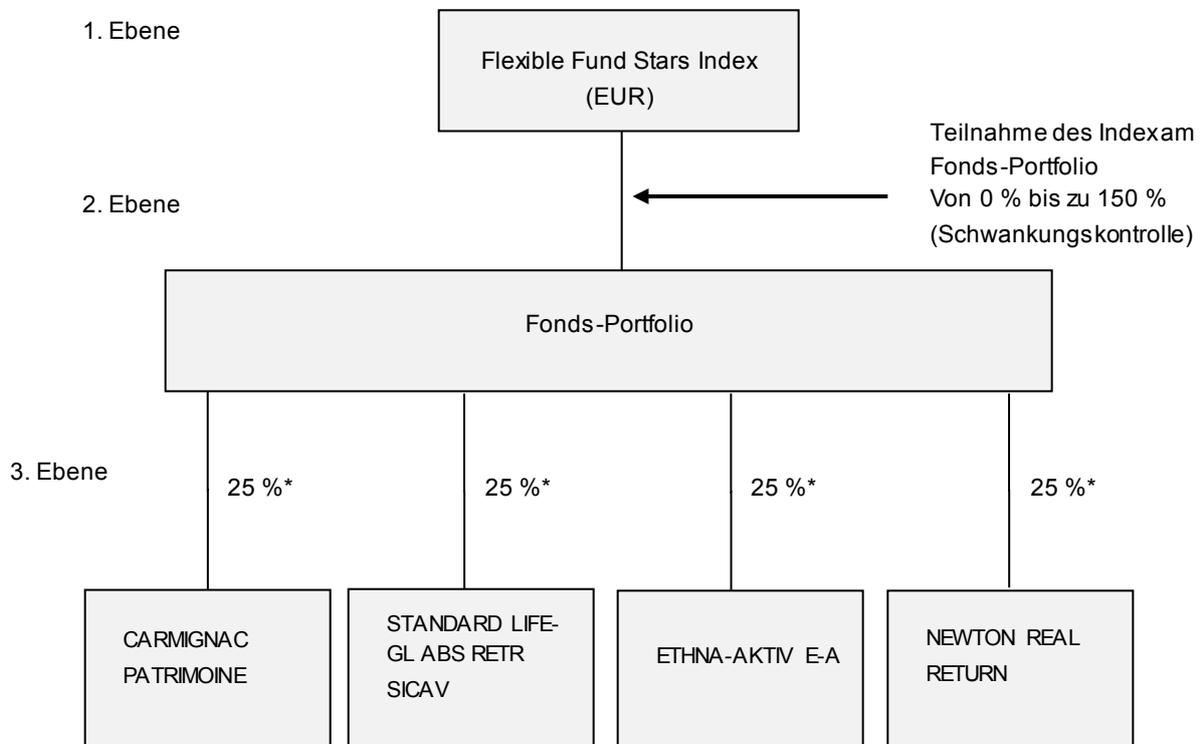 1. Ebene
Flexible Fund Stars Index
(EUR)
Teilnahme des Index am
Fonds-Portfolio
Von 0 % bis zu 150 %
(Schwankungskontrolle)
2. Ebene
Fonds-Portfolio
3. Ebene
25 %*
25 %*
25 %*
25 %*
CARMIGNAC
PATRIMOINE
STANDARD LIFE-
GL ABS RETR
SICAV
ETHNA-AKTIV E-A
NEWTON REAL
RETURN